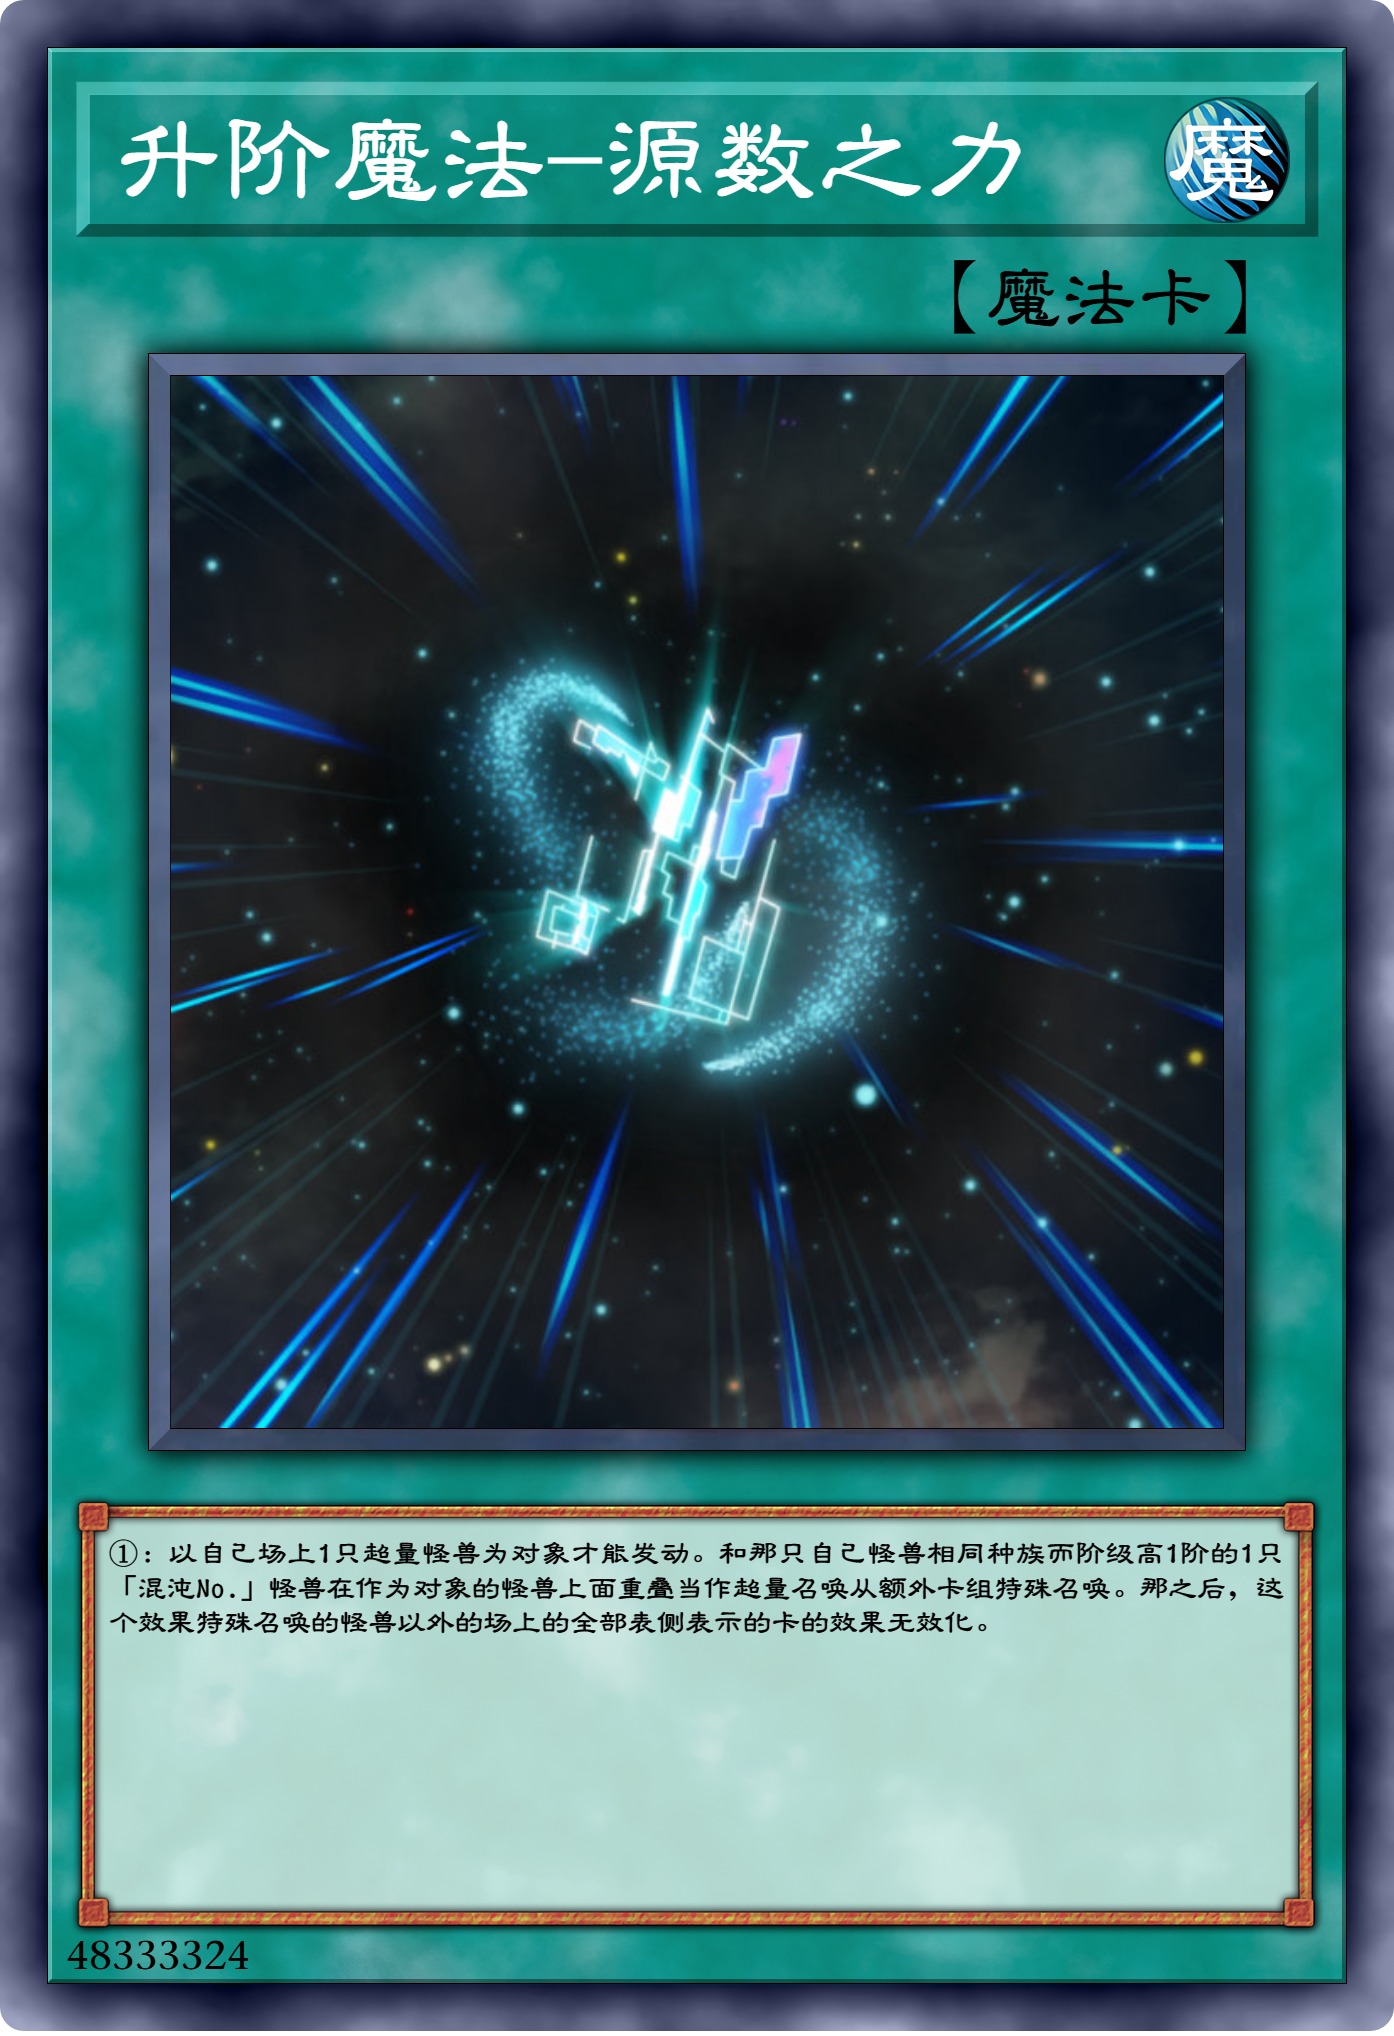 升阶魔法-源数之力
魔
【魔法卡】
①：以自己场上1只超量怪兽为对象才能发动。和那只自己怪兽相同种族而阶级高1阶的1只
「混沌No.」怪兽在作为对象的怪兽上面重叠当作超量召唤从额外卡组特殊召唤。那之后，这
个效果特殊召唤的怪兽以外的场上的全部表侧表示的卡的效果无效化。
48333324